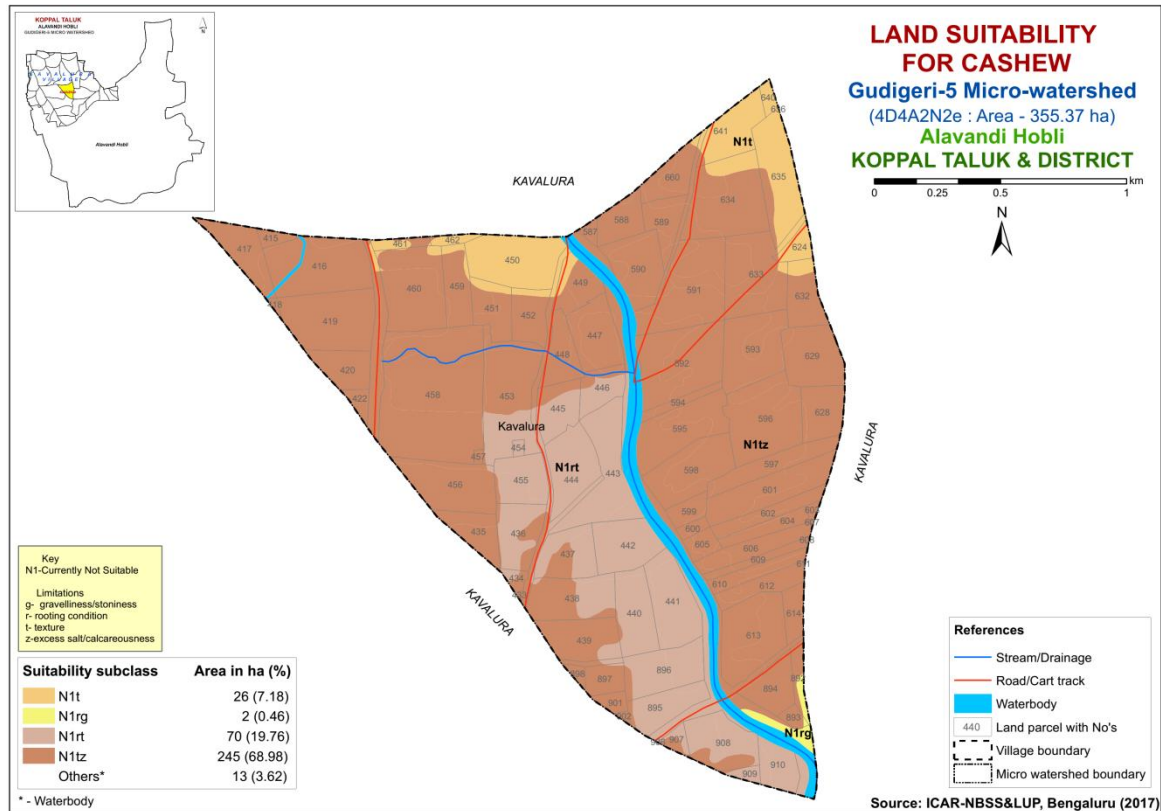 KOPPAL TALUK
ALAVANDI HOBLI
GUDIGERI-5 MICRO WATERSHED
N
KAVALURA
VILLAGE
Alavandi Hobli
LAND SUITABILITY
FOR CASHEW
Gudigeri-5 Micro-watershed
(4D4A2N2e : Area - 355.37 ha)
Alavandi Hobli
KOPPAL TALUK & DISTRICT
km
0 0.25 0.5 1
N
KAVALURA
640
636
641
N1t
635
660
634
588
589
587
624
415
417
416
461
462
450
590
633
632
449
460
459
591
451
452
419
447
448
593
629
592
420
446
458
453
594
422
445
596
628
Kavalura
595
454
N1tz
457
N1rt
443
598
597
455
444
456
601
599
602
604
435
436
600
442
605
606
437
609
610
612
434
438
441
614
440
613
439
896
898
897
894
901
895
893
902
N1rg
907
908
910
909
KAVALURA
KAVALURA
Key
N1-Currently Not Suitable
Limitations
g- gravelliness/stoniness
r- rooting condition
t- texture
z-excess salt/calcareousness
Suitability subclass Area in ha (%)
N1t 26 (7.18)
N1rg 2 (0.46)
N1rt 70 (19.76)
N1tz 245 (68.98)
Others* 13 (3.62)
* - Waterbody
References
Stream/Drainage
Road/Cart track
Waterbody
440 Land parcel with No's
Village boundary
Micro watershed boundary
Source: ICAR-NBSS&LUP, Bengaluru (2017)